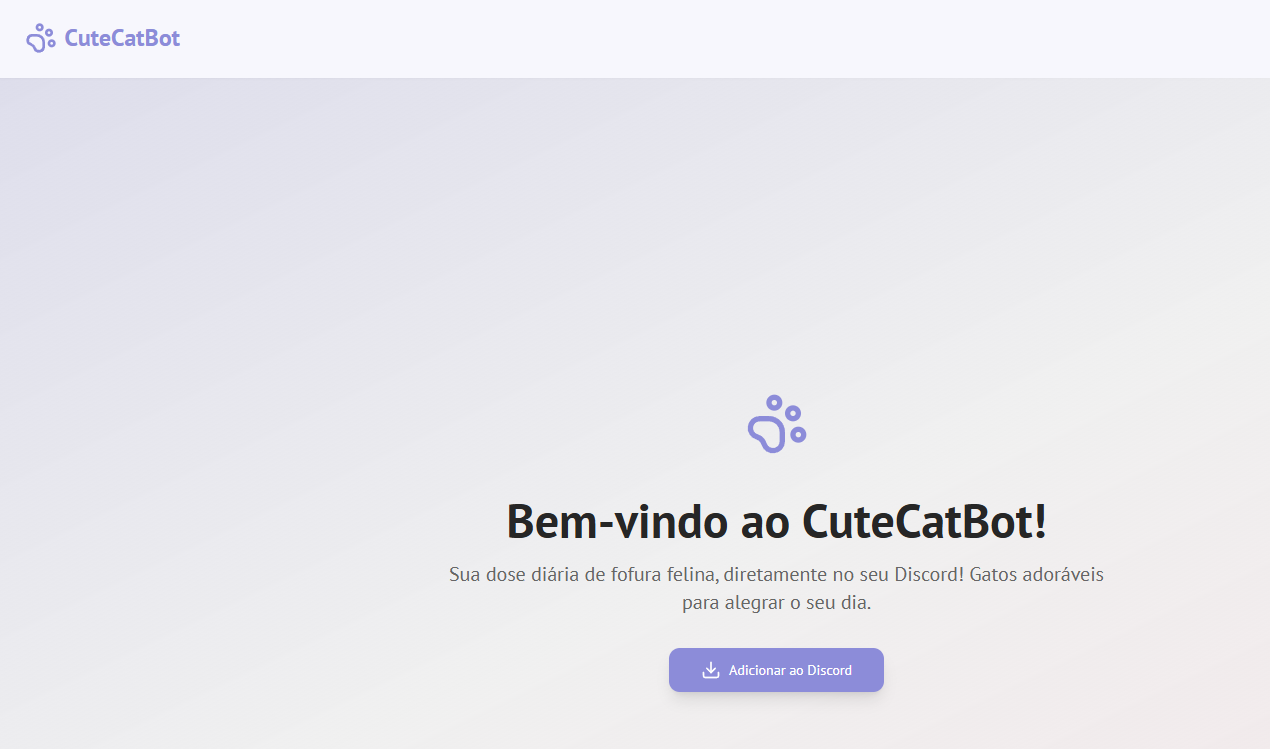 CuteCatBot
Bem-vindo ao CuteCatBot!
Sua dose diária de fofura felina, diretamente no seu Discord! Gatos adoráveis
para alegrar o seu dia.
Adicionar ao Discord